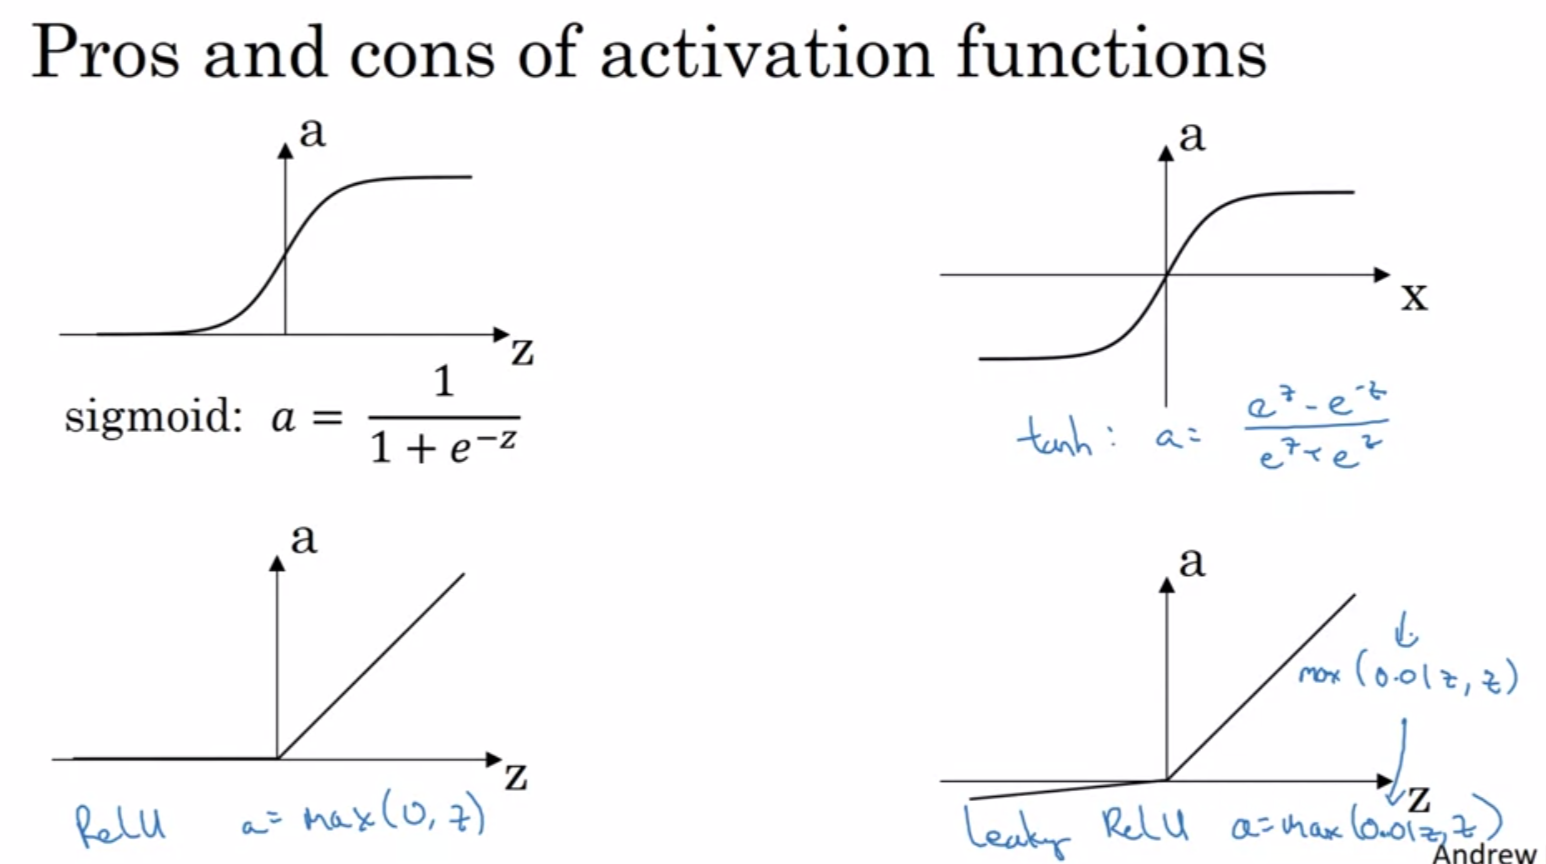 Pros and cons of activation functions
a
z
sigmoid: a = 1 / (1 + e^{-z})
a
x
tanh: a = (e^z - e^{-z}) / (e^z + e^z)
a
z
ReLU a = max(0, z)
a
↓
max(0.01z, z)
z
Leaky ReLU a = max(0.01z, z)
Andrew